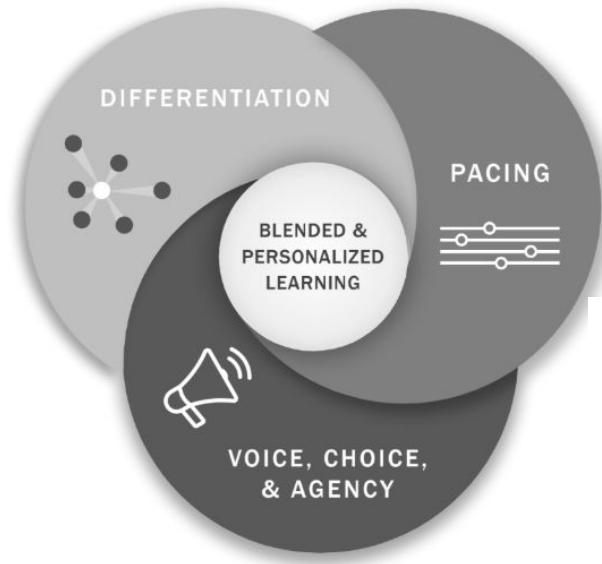 DIFFERENTIATION
PACING
BLENDED &
PERSONALIZED
LEARNING
VOICE, CHOICE,
& AGENCY